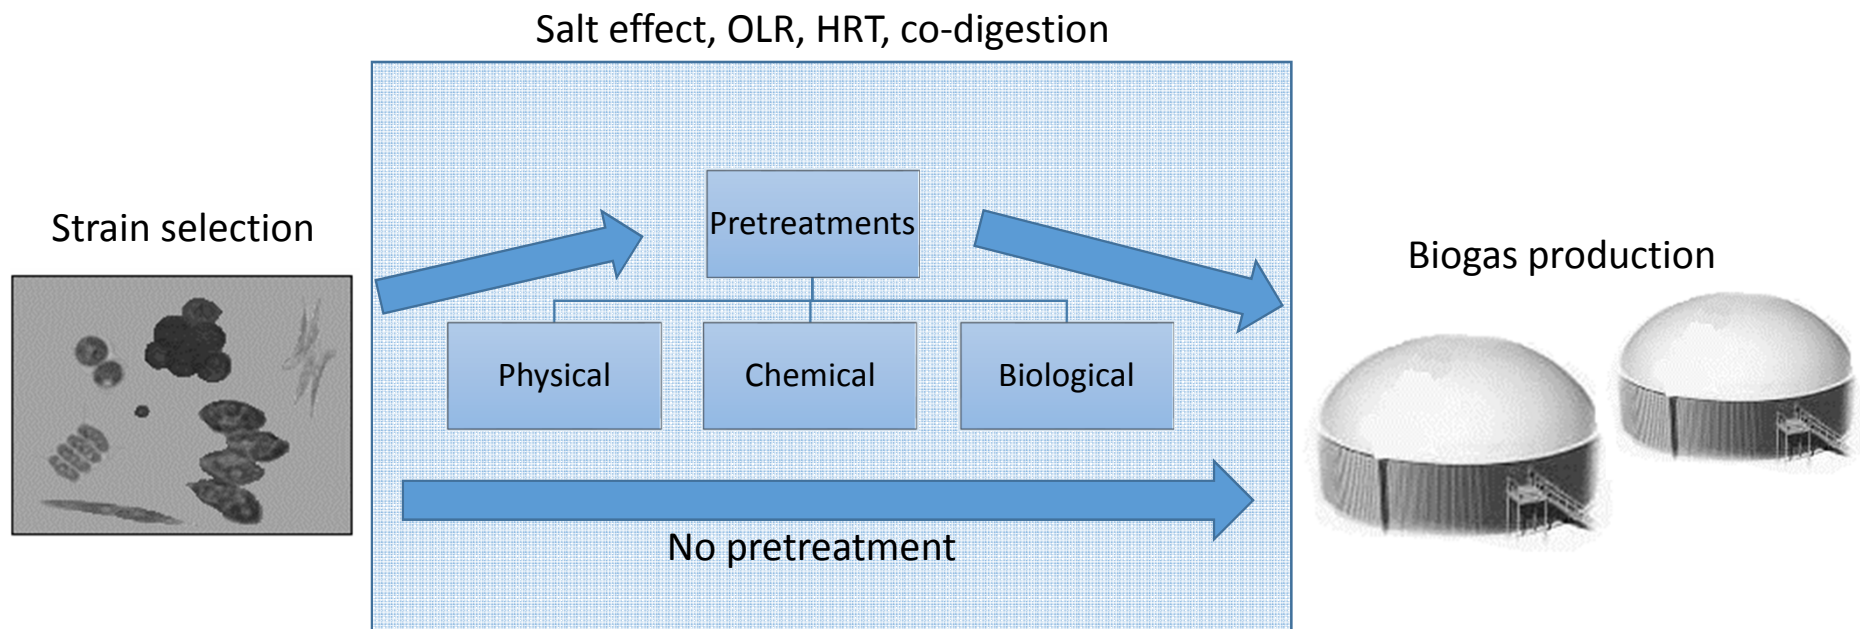 Salt effect, OLR, HRT, co-digestion
Strain selection
Pretreatments
Biogas production
Physical
Chemical
Biological
No pretreatment